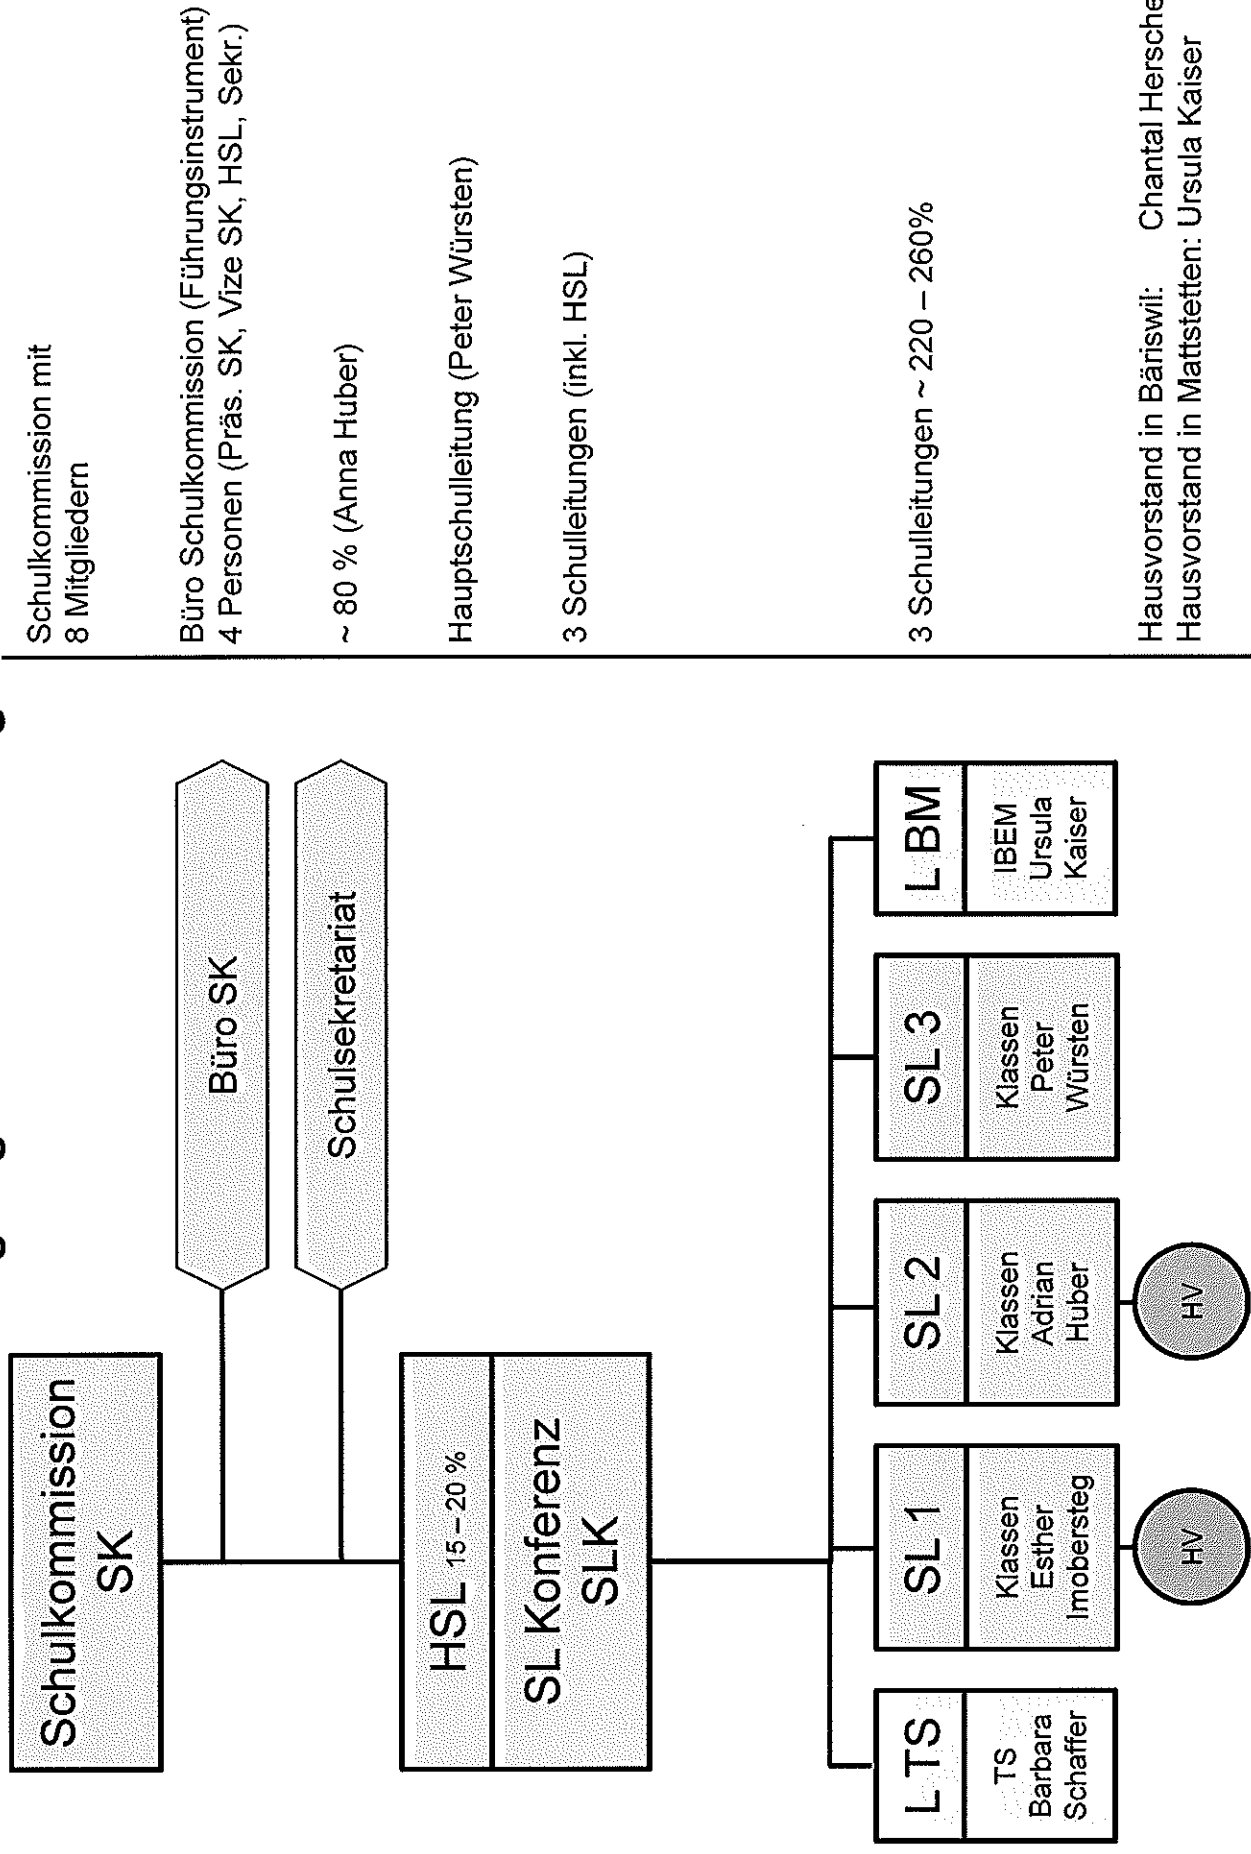 Schulkommission
SK
Büro SK
Schulsekretariat
HSL 15 – 20 %
SL Konferenz
SLK
L TS
TS
Barbara
Schaffer
SL 1
Klassen
Esther
Imobersteg
HV
SL 2
Klassen
Adrian
Huber
HV
SL 3
Klassen
Peter
Würsten
L BM
IBEM
Ursula
Kaiser
Schulkommission mit
8 Mitgliedern
Büro Schulkommission (Führungsinstrument)
4 Personen (Präs. SK, Vize SK, HSL, Sekr.)
~ 80 % (Anna Huber)
Hauptschulleitung (Peter Würsten)
3 Schulleitungen (inkl. HSL)
3 Schulleitungen ~ 220 – 260%
Hausvorstand in Bäriswil: Chantal Hersche
Hausvorstand in Mattstetten: Ursula Kaiser